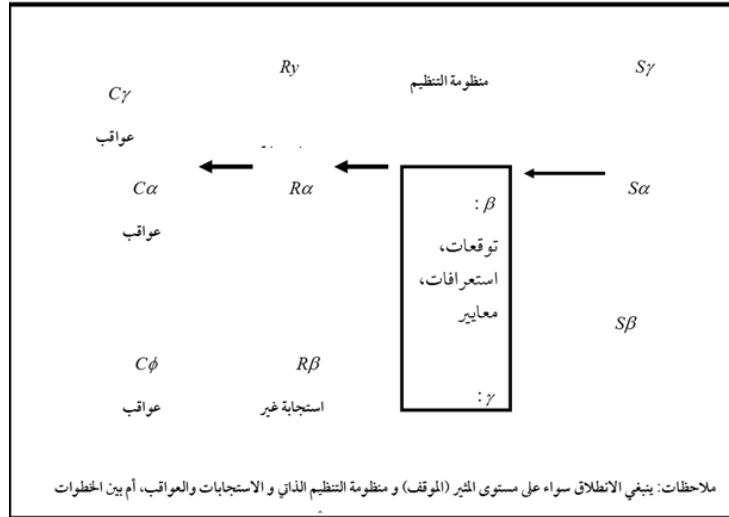 Sγ
منظومة التنظيم
Ry
Cγ
عواقب
Sα
Rα
Cα
عواقب
β :
توقعات،
استعرافات،
معايير
Sβ
Rβ
Cϕ
γ :
استجابة غير
عواقب
ملاحظات: ينبغي الانطلاق سواء على مستوى المثير (الموقف) و منظومة التنظيم الذاتي و الاستجابات والعواقب، أم بين الخطوات